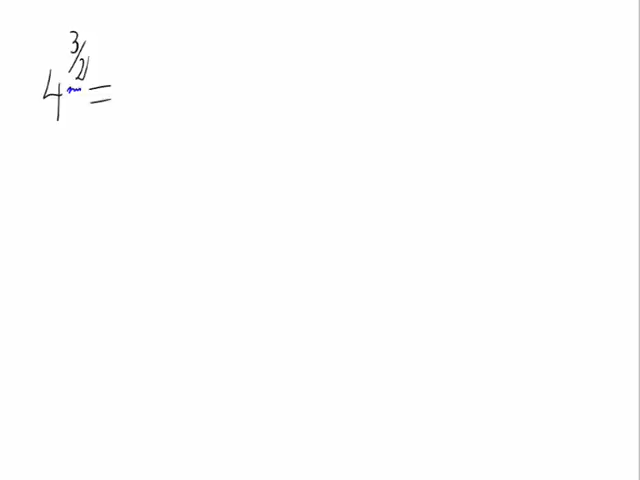 4^{3/2} =